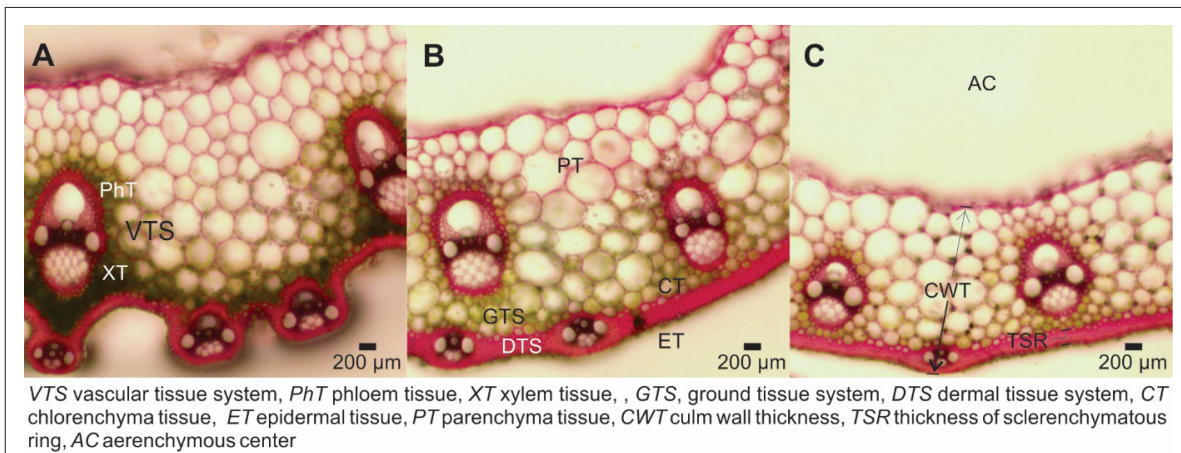 A
B
C
AC
PT
PhT
VTS
XT
CWT
CT
GTS
DTS
ET
TSR
200 µm
200 µm
200 µm
VTS vascular tissue system, PhT phloem tissue, XT xylem tissue, , GTS, ground tissue system, DTS dermal tissue system, CT
chlorenchyma tissue, ET epidermal tissue, PT parenchyma tissue, CWT culm wall thickness, TSR thickness of sclerenchymatous
ring, AC aerenchymous center